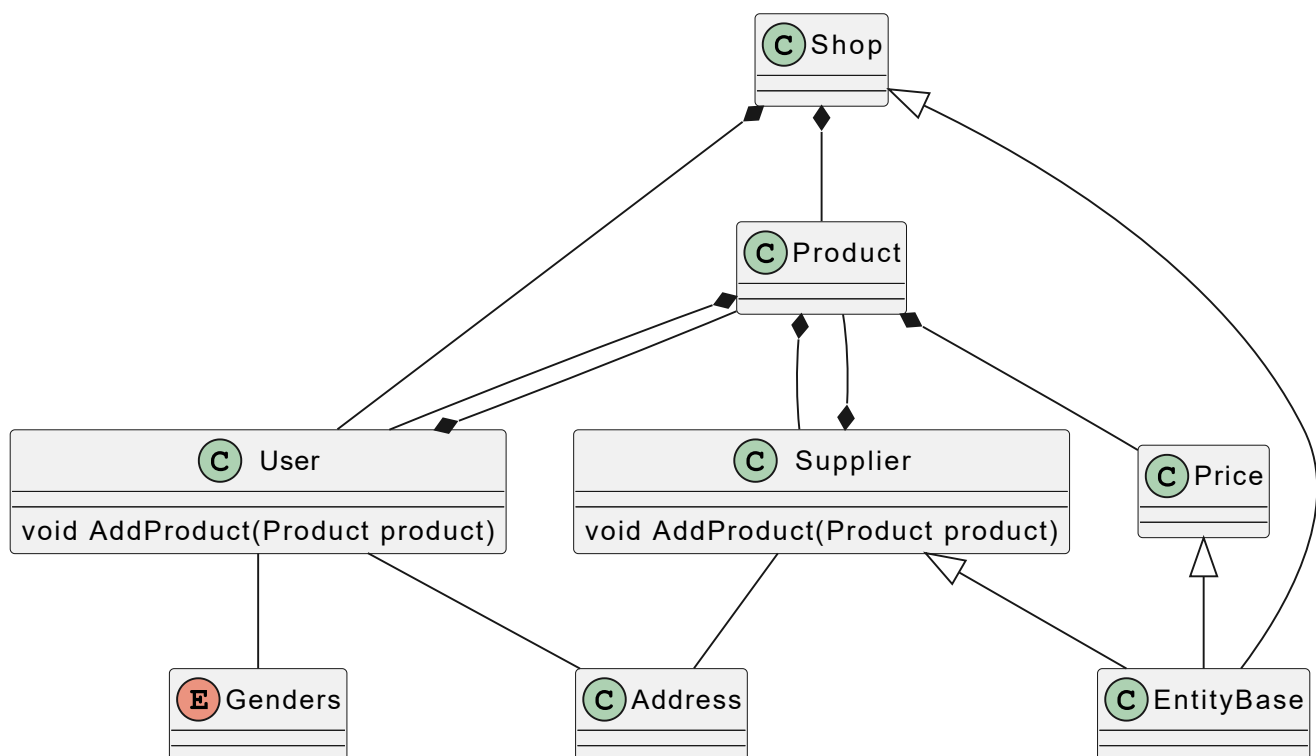 C Shop
C Product
C User
void AddProduct(Product product)
C Supplier
void AddProduct(Product product)
C Price
E Genders
C Address
C EntityBase